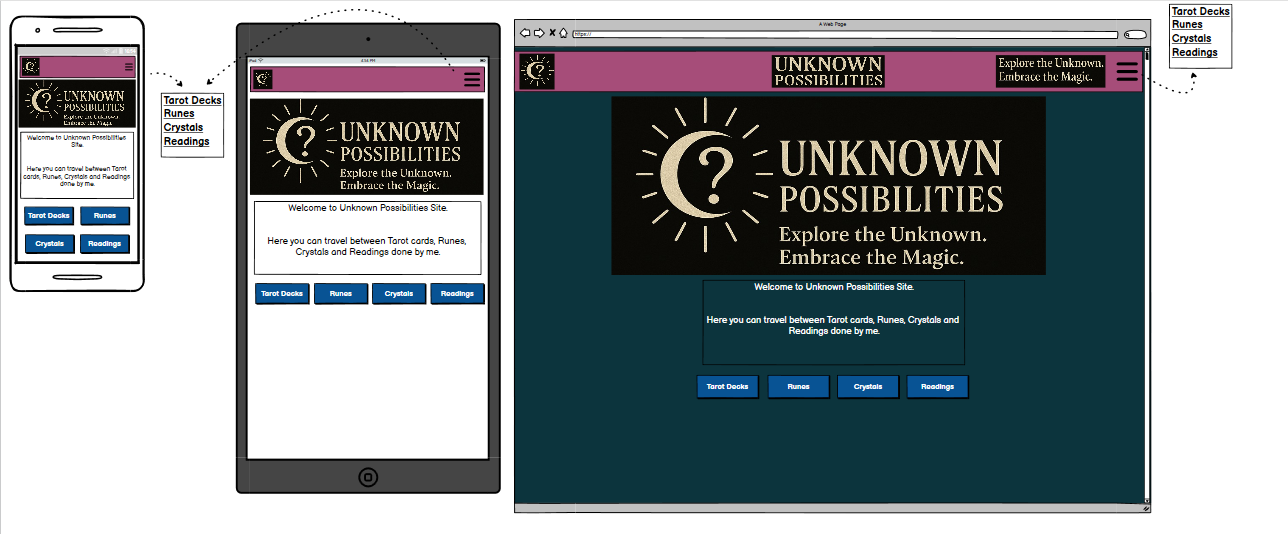 UNKNOWN
POSSIBILITIES
Explore the Unknown.
Embrace the Magic.
Welcome to Unknown Possibilities
Site.
Here you can travel between Tarot
cards, Runes, Crystals and Readings
done by me.
Tarot Decks
Runes
Crystals
Readings
Tarot Decks
Runes
Crystals
Readings
iPad
4:34 PM
?
UNKNOWN
POSSIBILITIES
Explore the Unknown.
Embrace the Magic.
Welcome to Unknown Possibilities Site.
Here you can travel between Tarot cards, Runes,
Crystals and Readings done by me.
Tarot Decks
Runes
Crystals
Readings
A Web Page
https://
UNKNOWN
POSSIBILITIES
Explore the Unknown.
Embrace the Magic.
?
UNKNOWN
POSSIBILITIES
Explore the Unknown.
Embrace the Magic.
Welcome to Unknown Possibilities Site.
Here you can travel between Tarot cards, Runes, Crystals and
Readings done by me.
Tarot Decks
Runes
Crystals
Readings
Tarot Decks
Runes
Crystals
Readings